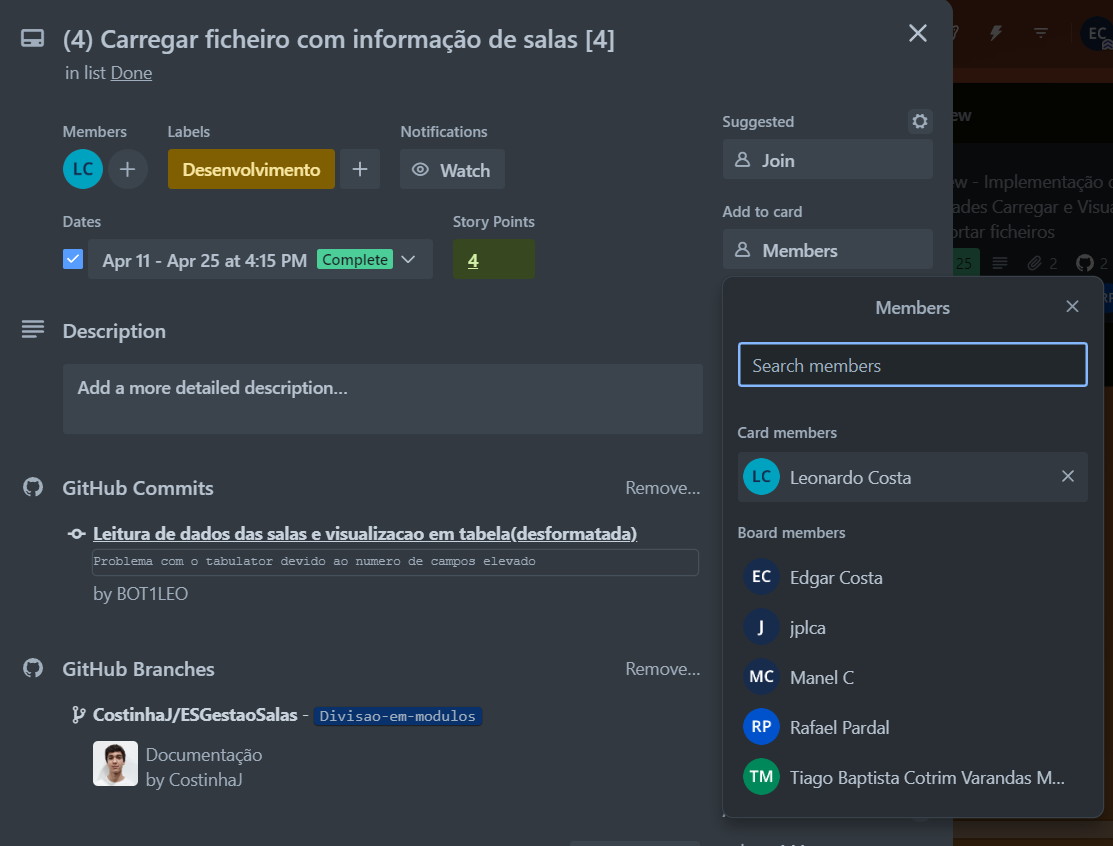 (4) Carregar ficheiro com informação de salas [4]
in list Done
Members
Labels
Notifications
LC
Desenvolvimento
Watch
Dates
Story Points
Apr 11 - Apr 25 at 4:15 PM Complete
4
Description
Add a more detailed description...
GitHub Commits
Remove...
Leitura de dados das salas e visualizacao em tabela(desformatada)
Problema com o tabulator devido ao numero de campos elevado
by BOT1LEO
GitHub Branches
Remove...
CostinhaJ/ESGestaoSalas - Divisao-em-modulos
Documentação
by CostinhaJ
Suggested
Join
Add to card
Members
Members
Search members
Card members
LC Leonardo Costa
Board members
EC Edgar Costa
J jplca
MC Manel C
RP Rafael Pardal
TM Tiago Baptista Cotrim Varandas M...
EC
ew
ew - Implementação
ades Carregar e Visua
ortar ficheiros
25
2
2